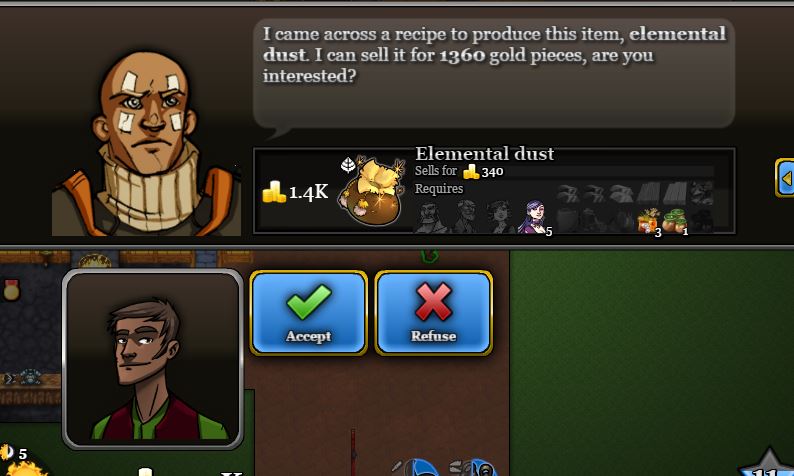 I came across a recipe to produce this item, elemental
dust. I can sell it for 1360 gold pieces, are you
interested?
Elemental dust
Sells for 340
1.4K
Requires
5
3
1
Accept
Refuse
5
11